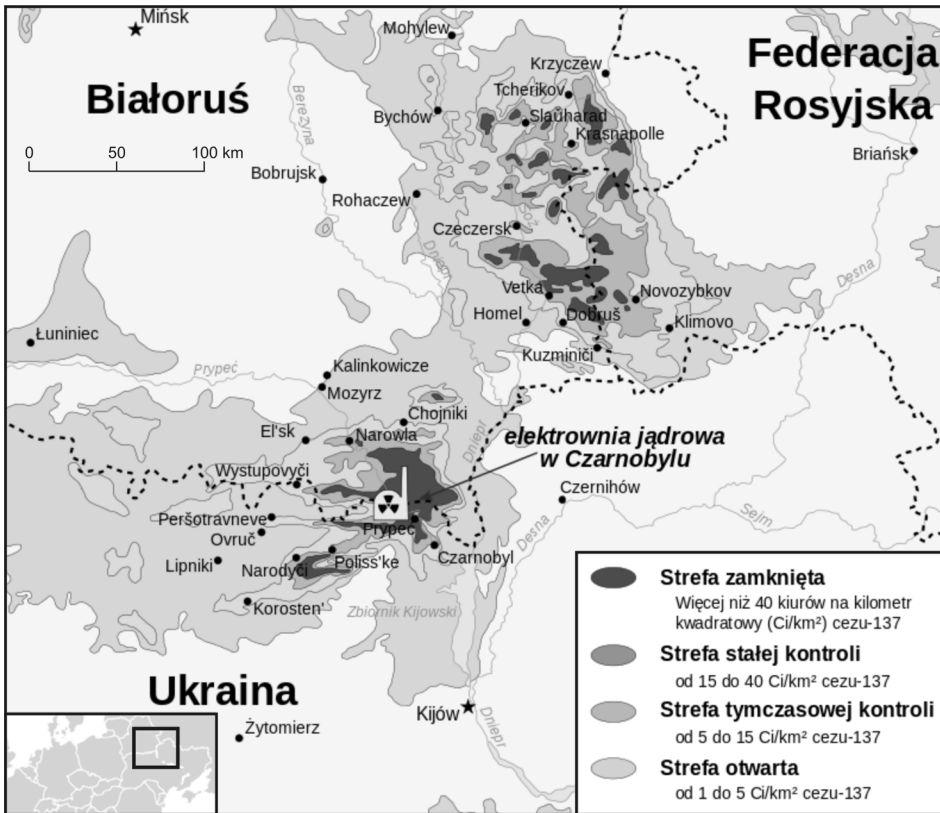 Mińsk
Mohylew
Federacja
Rosyjska
Krzyczew
Białoruś
Berezyna
Tcherikov
Bychów
Slaŭharad
Krasnapolle
0 50 100 km
Briańsk
Bobrujsk
Rohaczew
Soż
Czeczersk
Dniepr
Desna
Vetka
Novozybkov
Homel
Dobruš
Klimovo
Łuniniec
Kuzminiči
Prypeć
Kalinkowicze
Mozyrz
Chojniki
El'sk
Narowla
Dniepr
elektrownia jądrowa
w Czarnobylu
Wystupovyči
Czernihów
Peršotravneve
Prypeć
Desna
Sejm
Ovruč
Czarnobyl
Lipniki
Narodyči
Poliss'ke
Korosten'
Zbiornik Kijowski
Ukraina
Kijów
Dniepr
Żytomierz
Strefa zamknięta
Więcej niż 40 kiurów na kilometr
kwadratowy (Ci/km²) cezu-137
Strefa stałej kontroli
od 15 do 40 Ci/km² cezu-137
Strefa tymczasowej kontroli
od 5 do 15 Ci/km² cezu-137
Strefa otwarta
od 1 do 5 Ci/km² cezu-137